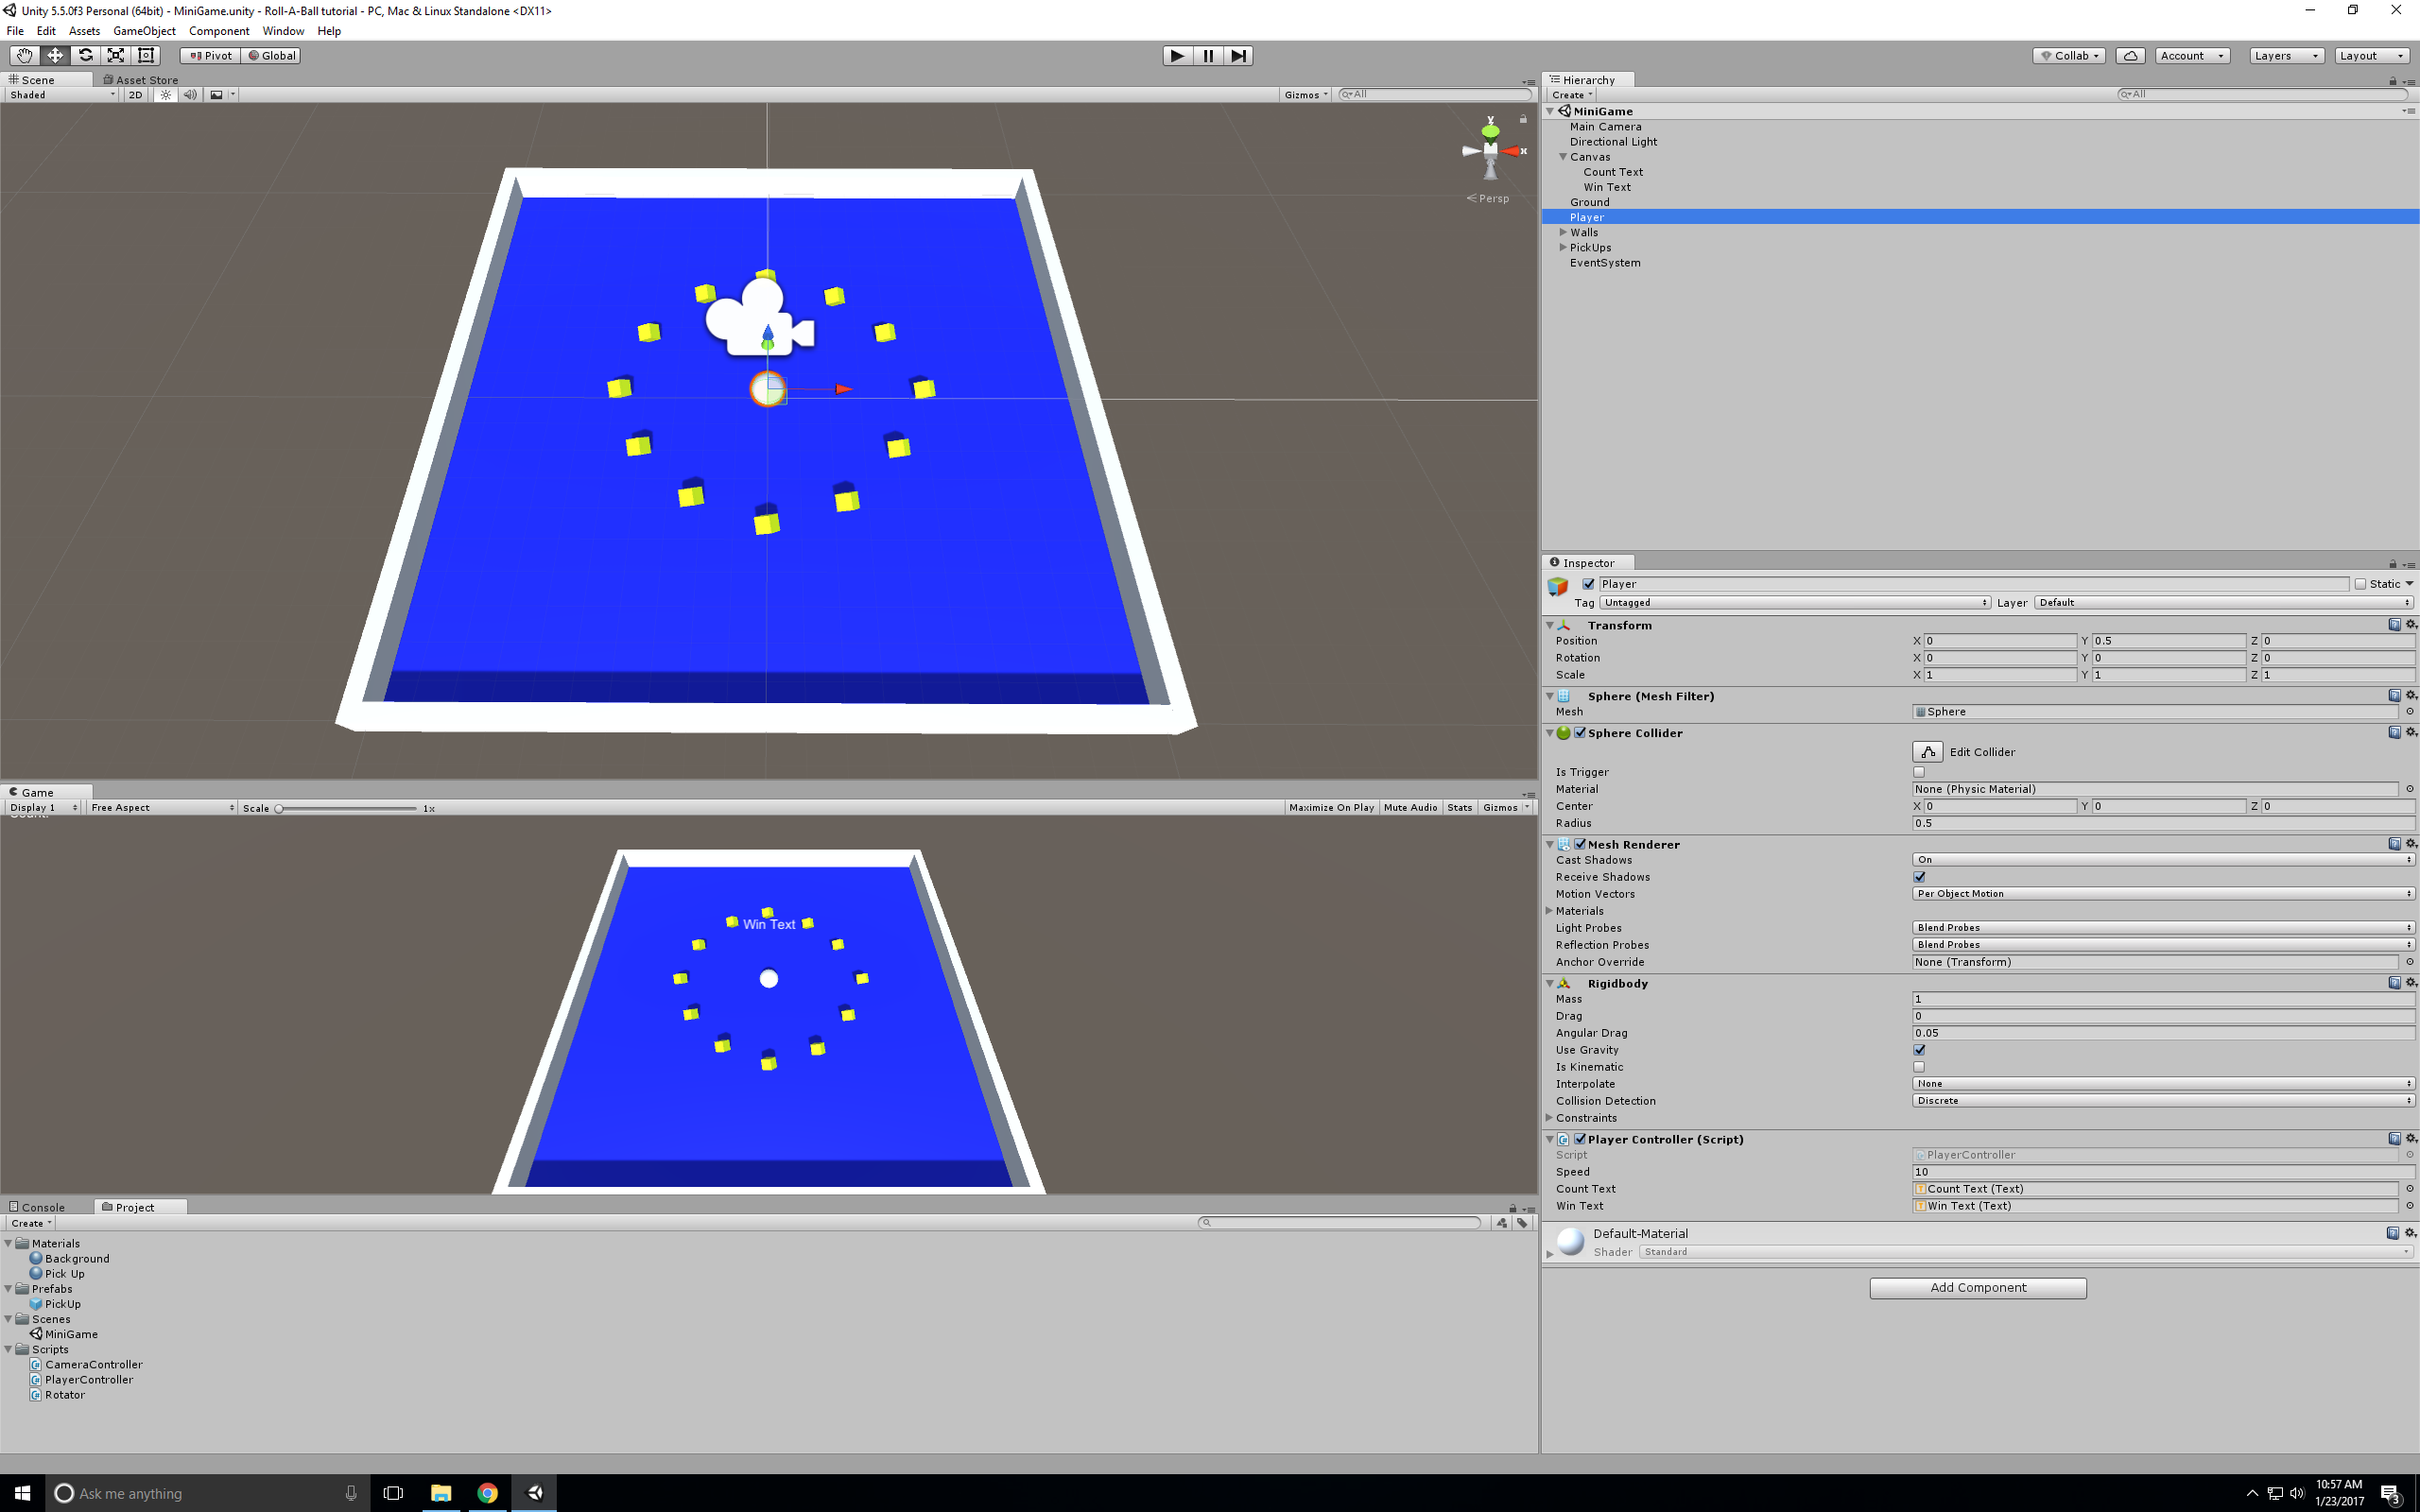 Unity 5.5.0f3 Personal (64bit) - MiniGame.unity - Roll-A-Ball tutorial - PC, Mac & Linux Standalone <DX11>
File Edit Assets GameObject Component Window Help
Pivot Global Collab Account Layers Layout
Scene Asset Store
Shaded 2D Gizmos All
y
x
Persp
Game
Display 1 Free Aspect Scale 1x Maximize On Play Mute Audio Stats Gizmos
Count:
Win Text
Console Project
Create
Materials
Background
Pick Up
Prefabs
PickUp
Scenes
MiniGame
Scripts
CameraController
PlayerController
Rotator
Hierarchy
Create All
MiniGame
Main Camera
Directional Light
Canvas
Count Text
Win Text
Ground
Player
Walls
PickUps
EventSystem
Inspector
Player Static
Tag Untagged Layer Default
Transform
Position X 0 Y 0.5 Z 0
Rotation X 0 Y 0 Z 0
Scale X 1 Y 1 Z 1
Sphere (Mesh Filter)
Mesh Sphere
Sphere Collider
Edit Collider
Is Trigger
Material None (Physic Material)
Center X 0 Y 0 Z 0
Radius 0.5
Mesh Renderer
Cast Shadows On
Receive Shadows
Motion Vectors Per Object Motion
Materials
Light Probes Blend Probes
Reflection Probes Blend Probes
Anchor Override None (Transform)
Rigidbody
Mass 1
Drag 0
Angular Drag 0.05
Use Gravity
Is Kinematic
Interpolate None
Collision Detection Discrete
Constraints
Player Controller (Script)
Script PlayerController
Speed 10
Count Text Count Text (Text)
Win Text Win Text (Text)
Default-Material
Shader Standard
Add Component
Ask me anything
10:57 AM
1/23/2017
3